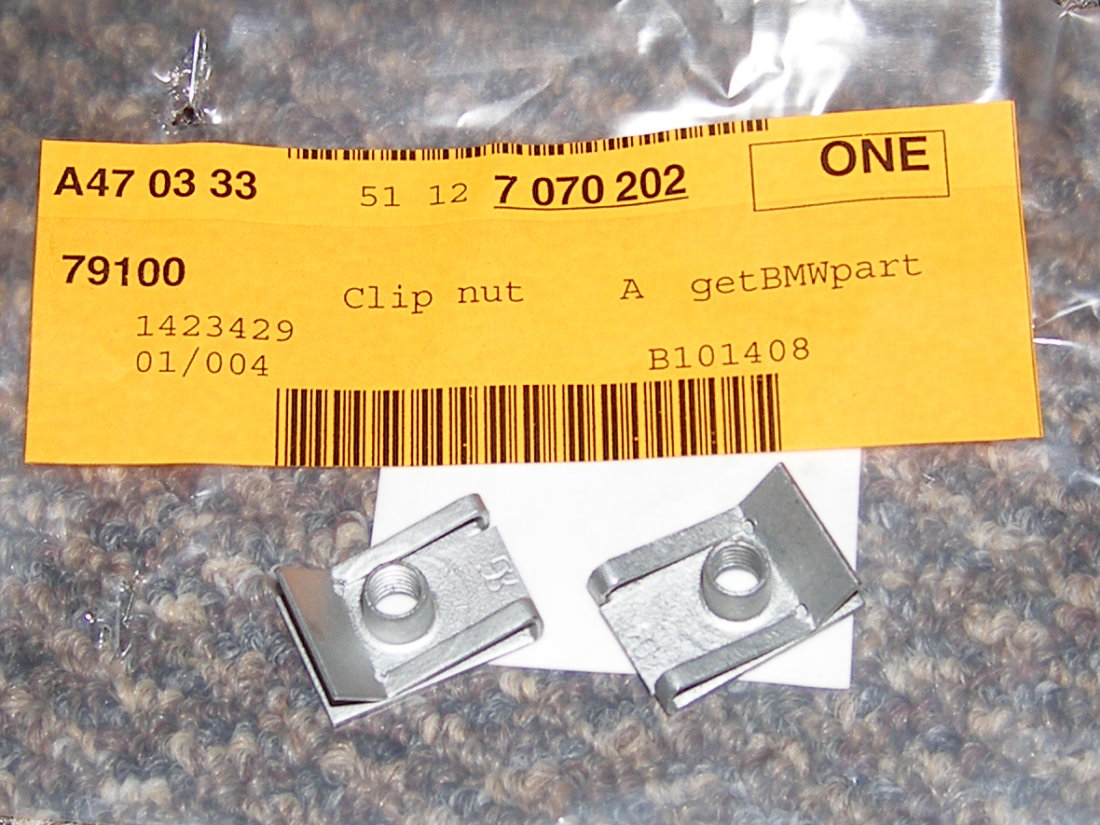 A47 03 33 51 12 7 070 202 ONE
79100
Clip nut A getBMWpart
1423429
01/004 B101408